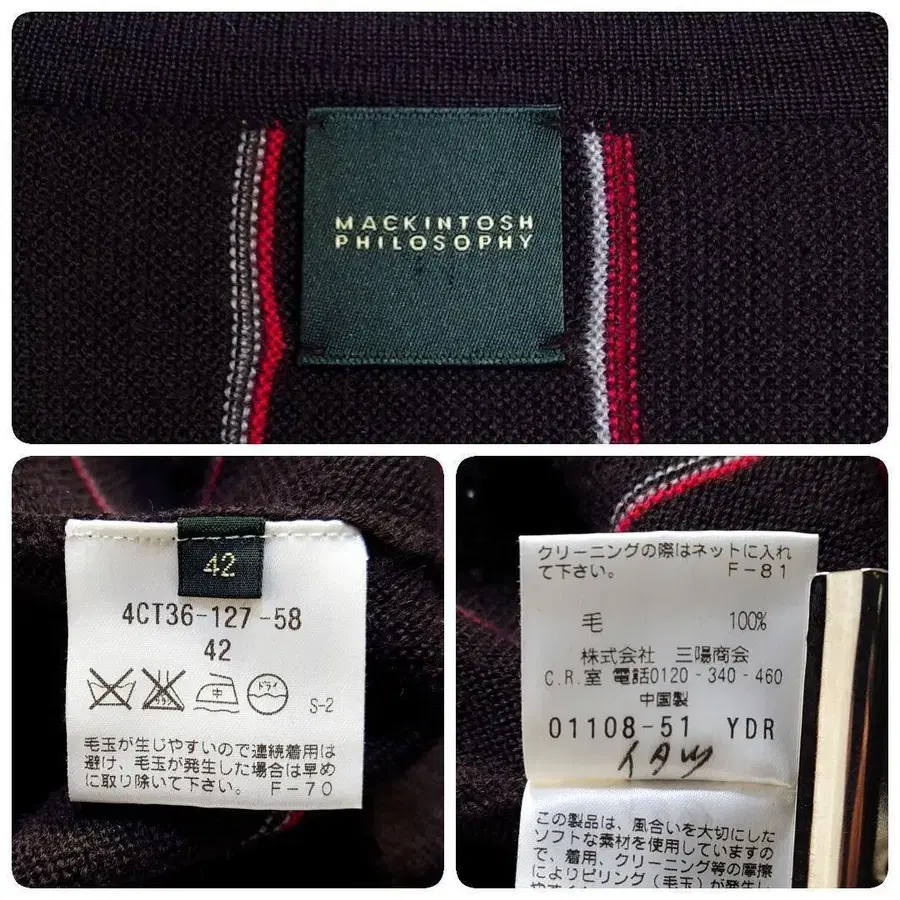 MACKINTOSH
PHILOSOPHY
42
4CT36-127-58
42
中
ドライ
S-2
毛玉が生じやすいので連続着用は
避け、毛玉が発生した場合は早め
に取り除いて下さい。 F-70
クリーニングの際はネットに入れ
て下さい。 F-81
毛 100%
株式会社 三陽商会
C.R.室 電話0120-340-460
中国製
01108-51 YDR
イタツ
この製品は、風合いを大切にした
ソフトな素材を使用していますの
で、着用、クリーニング等の摩擦
によりピリング(毛玉)が発生し